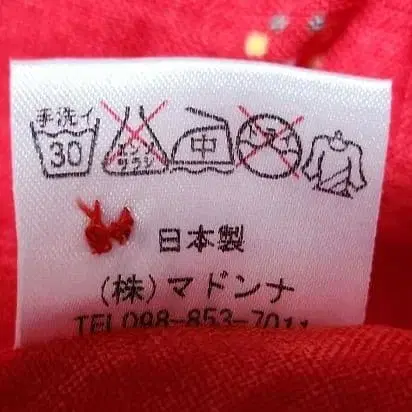 手洗イ
30
エンソ
サラシ
中
日本製
(株)マドンナ
TEL098-853-7011